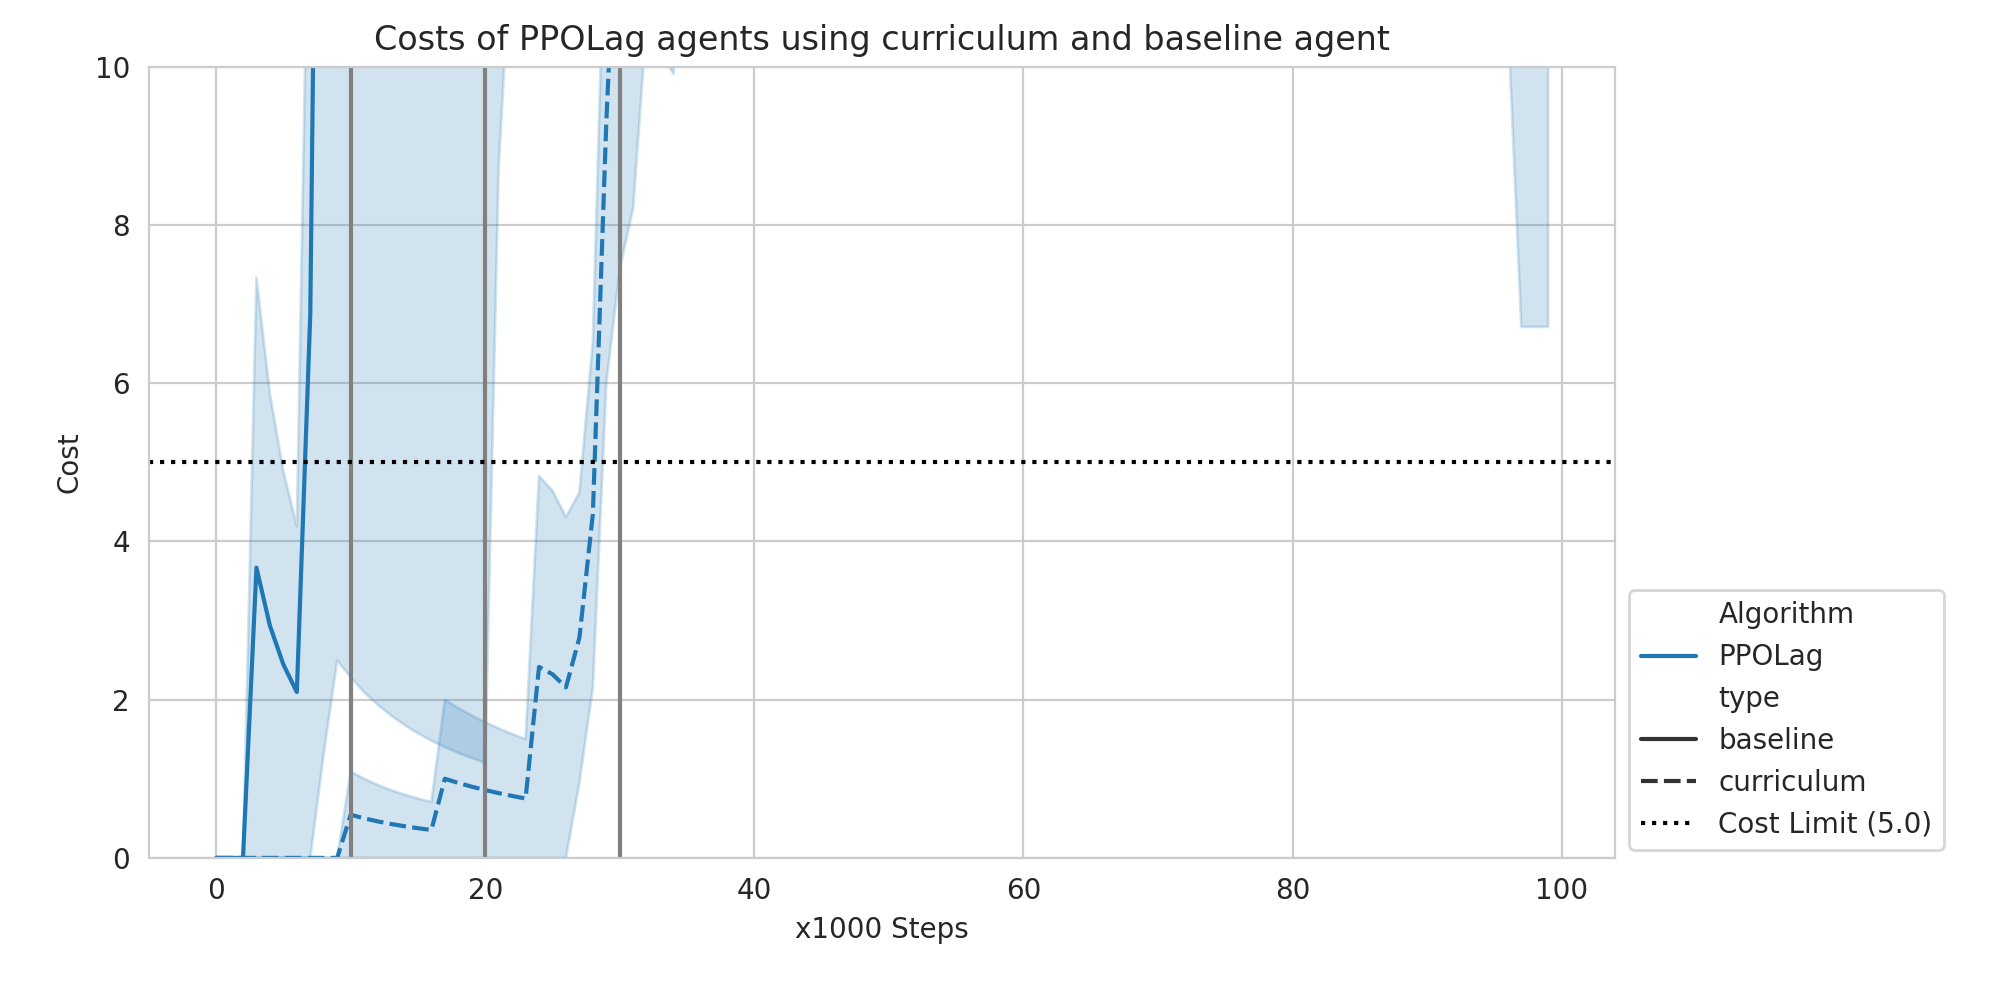 Costs of PPOLag agents using curriculum and baseline agent
10
8
6
4
2
0
Cost
0 20 40 60 80 100
x1000 Steps
Algorithm
PPOLag
type
baseline
curriculum
Cost Limit (5.0)